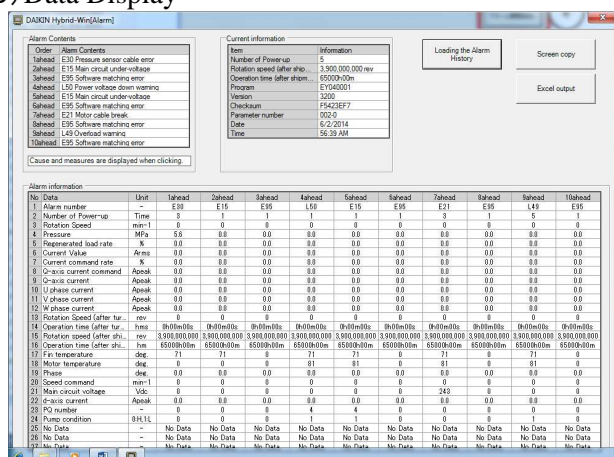 Data Display
DAIKIN Hybrid-Win[Alarm]
Alarm Contents
Order Alarm Contents
1ahead E30 Pressure sensor cable error
2ahead E15 Main circuit under-voltage
3ahead E95 Software matching error
4ahead L50 Power voltage down warning
5ahead E15 Main circuit under-voltage
6ahead E95 Software matching error
7ahead E21 Motor cable break
8ahead E95 Software matching error
9ahead L49 Overload warning
10ahead E95 Software matching error
Cause and measures are displayed when clicking.
Current information
Item Information
Number of Power-up 5
Rotation speed (after ship... 3,900,000,000 rev
Operation time (after shipm... 65000h00m
Program EY040001
Version 3200
Checksum F5423EF7
Parameter number 002-0
Date 6/2/2014
Time 56:39 AM
Loading the Alarm
History
Screen copy
Excel output
Alarm information
No Data Unit 1ahead 2ahead 3ahead 4ahead 5ahead 6ahead 7ahead 8ahead 9ahead 10ahead
1 Alarm number - E30 E15 E95 L50 E15 E95 E21 E95 L49 E95
2 Number of Power-up Time 3 1 1 1 1 1 3 1 5 1
3 Rotation Speed min-1 0 0 0 0 0 0 0 0 0 0
4 Pressure MPa 5.6 0.0 0.0 0.0 0.0 0.0 0.0 0.0 0.0 0.0
5 Regenerated load rate % 0.0 0.0 0.0 0.0 0.0 0.0 0.0 0.0 0.0 0.0
6 Current Value Arms 0.0 0.0 0.0 0.0 0.0 0.0 0.0 0.0 0.0 0.0
7 Current command rate % 0.0 0.0 0.0 0.0 0.0 0.0 0.0 0.0 0.0 0.0
8 Q-axis current command Apeak 0.0 0.0 0.0 0.0 0.0 0.0 0.0 0.0 0.0 0.0
9 Q-axis current Apeak 0.0 0.0 0.0 0.0 0.0 0.0 0.0 0.0 0.0 0.0
10 U phase current Apeak 0.0 0.0 0.0 0.0 0.0 0.0 0.0 0.0 0.0 0.0
11 V phase current Apeak 0.0 0.0 0.0 0.0 0.0 0.0 0.0 0.0 0.0 0.0
12 W phase current Apeak 0.0 0.0 0.0 0.0 0.0 0.0 0.0 0.0 0.0 0.0
13 Rotation Speed (after tur... rev 0 0 0 0 0 0 0 0 0 0
14 Operation time (after tur... hms 0h00m00s 0h00m00s 0h00m00s 0h00m00s 0h00m00s 0h00m00s 0h00m00s 0h00m00s 0h00m00s 0h00m00s
15 Rotation speed (after shi... rev 3,900,000,000 3,900,000,000 3,900,000,000 3,900,000,000 3,900,000,000 3,900,000,000 3,900,000,000 3,900,000,000 3,900,000,000 3,900,000,000
16 Operation time (after shi... hm 65000h00m 65000h00m 65000h00m 65000h00m 65000h00m 65000h00m 65000h00m 65000h00m 65000h00m 65000h00m
17 Fin temperature deg. 71 71 0 71 71 0 71 0 71 0
18 Motor temperature deg. 0 0 0 81 81 0 81 0 81 0
19 Phase deg. 0.0 0.0 0.0 0.0 0.0 0.0 0.0 0.0 0.0 0.0
20 Speed command min-1 0 0 0 0 0 0 0 0 0 0
21 Main circuit voltage Vdc 0 0 0 0 0 0 243 0 0 0
22 d-axis current Apeak 0.0 0.0 0.0 0.0 0.0 0.0 0.0 0.0 0.0 0.0
23 PQ number - 0 0 0 4 4 0 0 0 0 0
24 Pump condition 0:H,1:L 0 0 0 1 1 0 0 0 1 0
25 No Data - No Data No Data No Data No Data No Data No Data No Data No Data No Data No Data
26 No Data - No Data No Data No Data No Data No Data No Data No Data No Data No Data No Data
27 No Data - No Data No Data No Data No Data No Data No Data No Data No Data No Data No Data